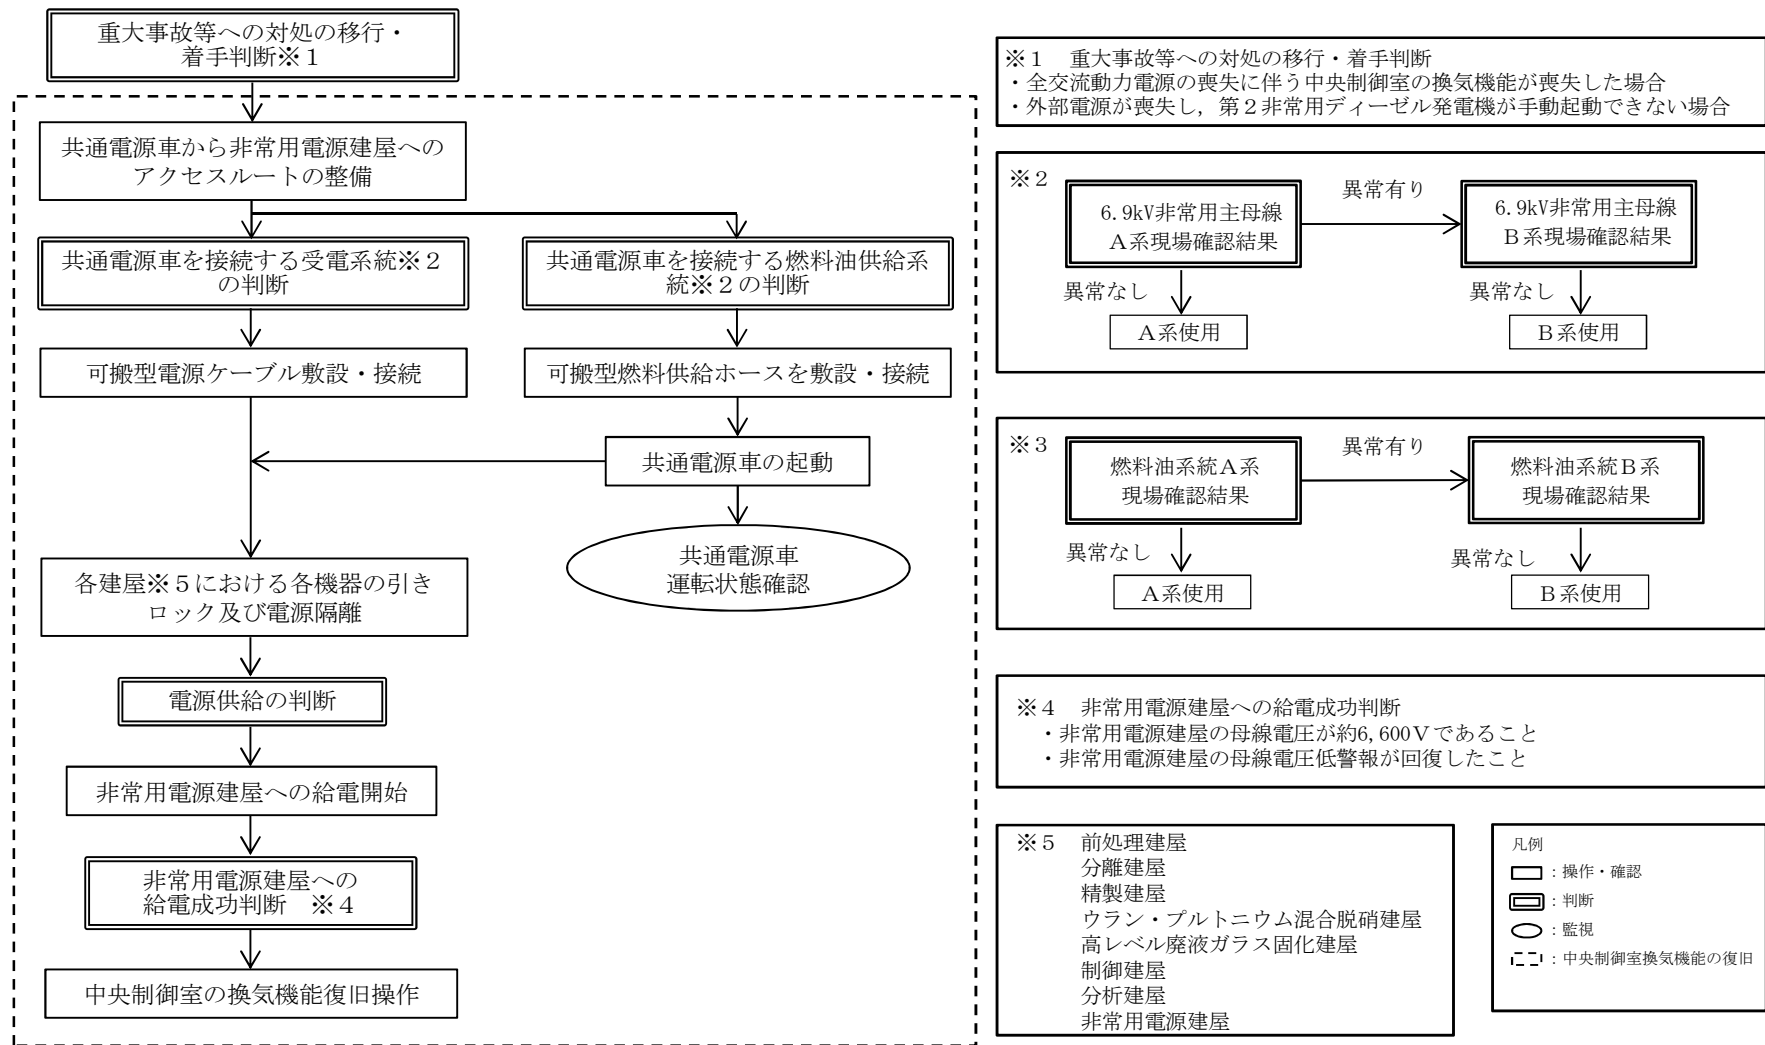 重大事故等への対処の移行・
着手判断※１
共通電源車から非常用電源建屋への
アクセスルートの整備
共通電源車を接続する受電系統※２
の判断
共通電源車を接続する燃料油供給系
統※２の判断
可搬型電源ケーブル敷設・接続
可搬型燃料供給ホースを敷設・接続
共通電源車の起動
共通電源車
運転状態確認
各建屋※５における各機器の引き
ロック及び電源隔離
電源供給の判断
非常用電源建屋への給電開始
非常用電源建屋への
給電成功判断　※４
中央制御室の換気機能復旧操作
※１　重大事故等への対処の移行・着手判断
・全交流動力電源の喪失に伴う中央制御室の換気機能が喪失した場合
・外部電源が喪失し，第２非常用ディーゼル発電機が手動起動できない場合
※２
6.9kV非常用主母線
Ａ系現場確認結果
異常有り
6.9kV非常用主母線
Ｂ系現場確認結果
異常なし
異常なし
Ａ系使用
Ｂ系使用
※３
燃料油系統Ａ系
現場確認結果
異常有り
燃料油系統Ｂ系
現場確認結果
異常なし
異常なし
Ａ系使用
Ｂ系使用
※４　非常用電源建屋への給電成功判断
・非常用電源建屋の母線電圧が約6,600Ｖであること
・非常用電源建屋の母線電圧低警報が回復したこと
※５　前処理建屋
分離建屋
精製建屋
ウラン・プルトニウム混合脱硝建屋
高レベル廃液ガラス固化建屋
制御建屋
分析建屋
非常用電源建屋
凡例
：操作・確認
：判断
：監視
：中央制御室換気機能の復旧